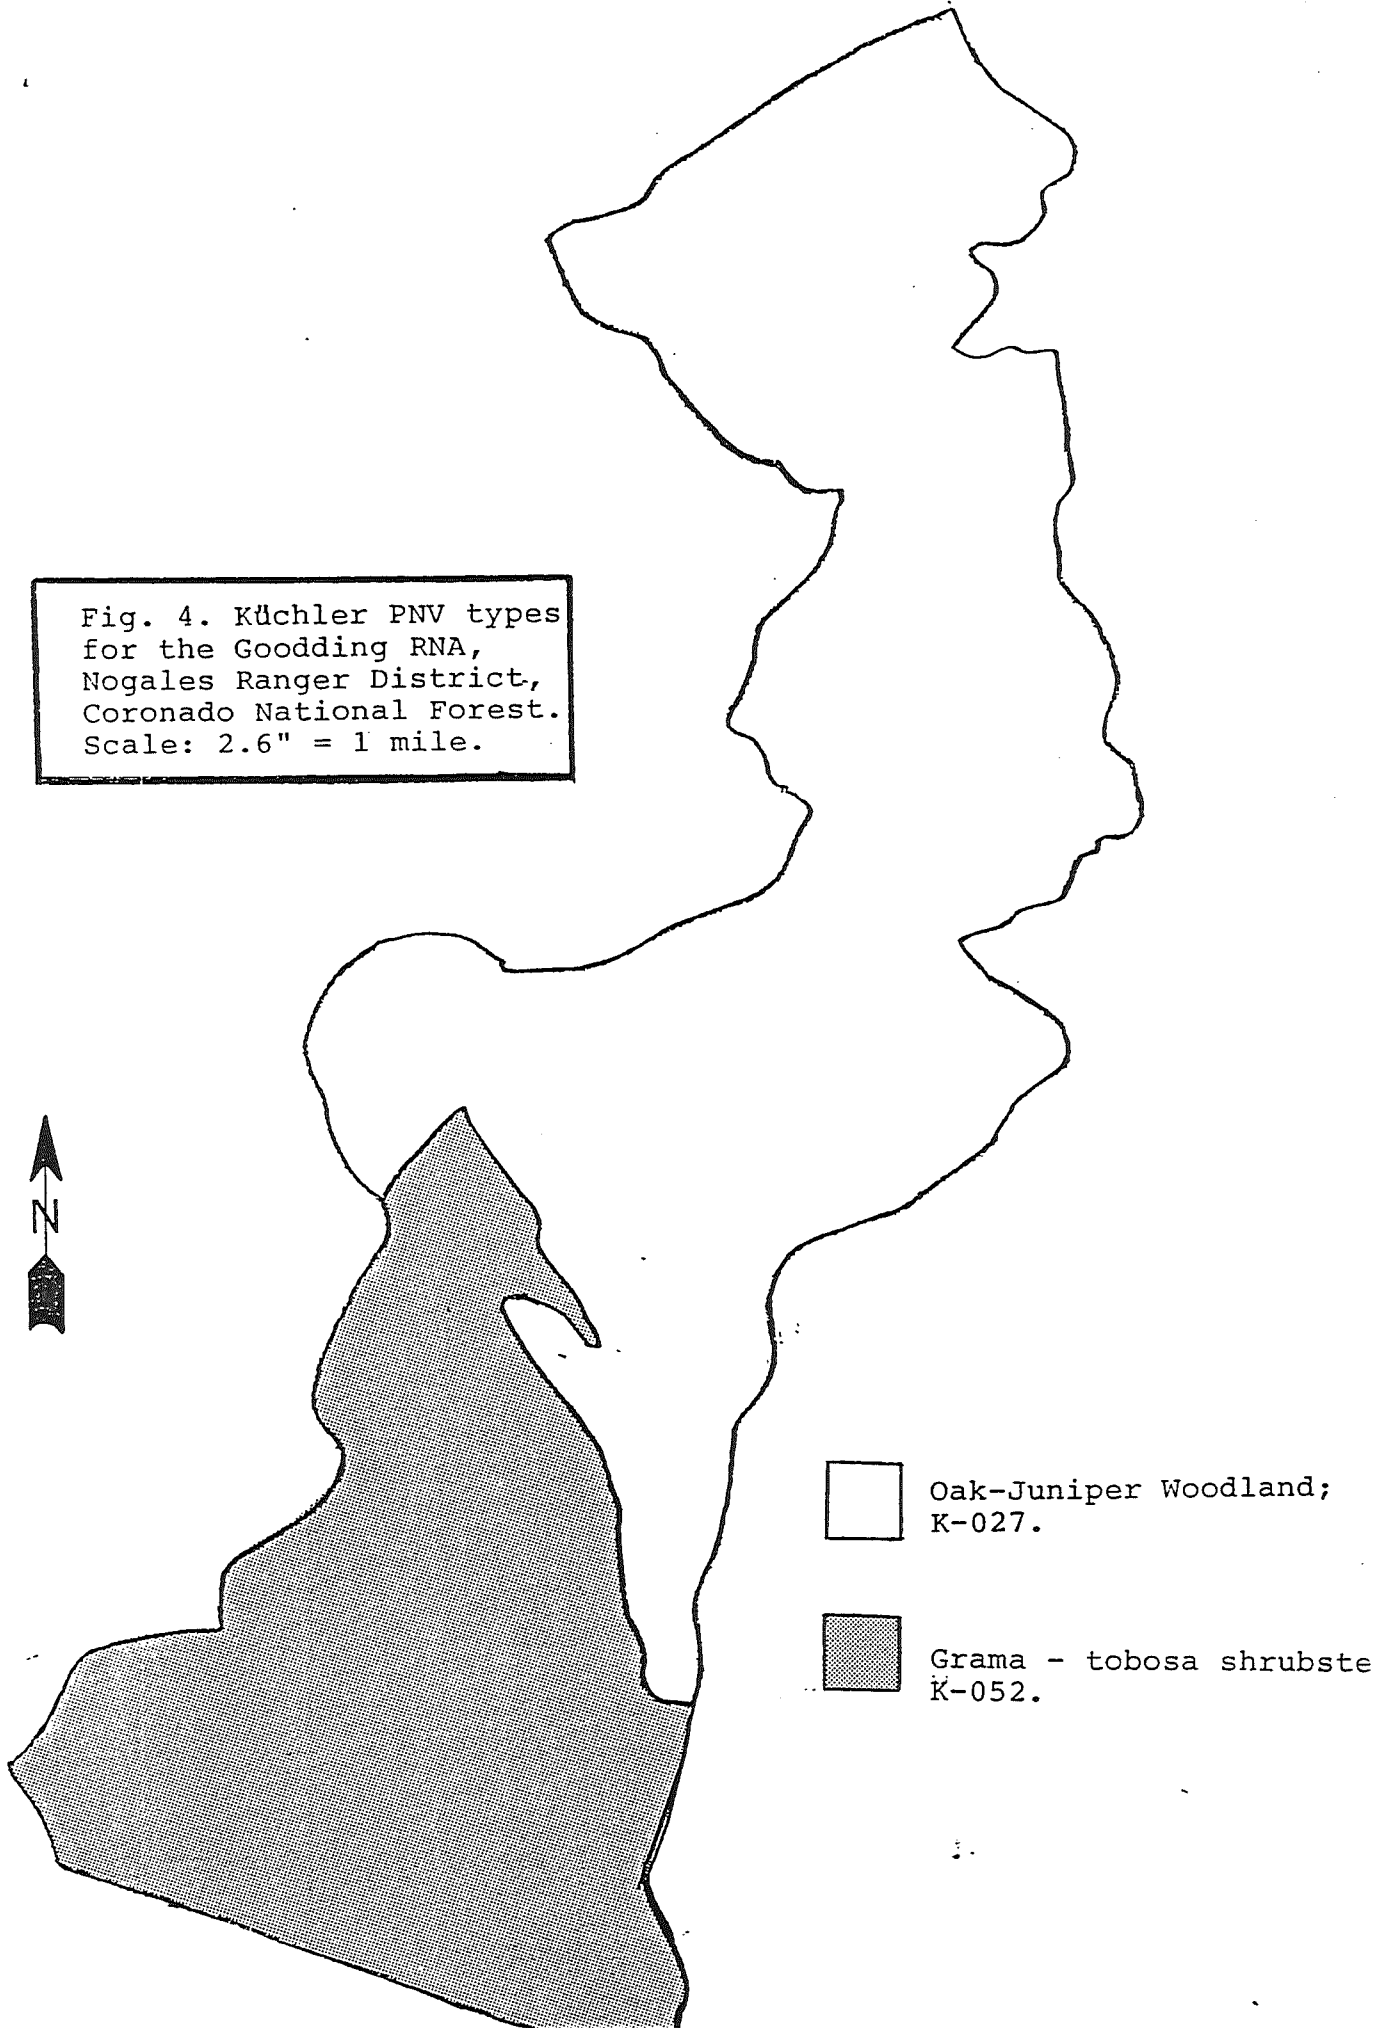 Fig. 4. Küchler PNV types
for the Goodding RNA,
Nogales Ranger District,
Coronado National Forest.
Scale: 2.6" = 1 mile.
N
Oak-Juniper Woodland;
K-027.
Grama - tobosa shrubste
K-052.